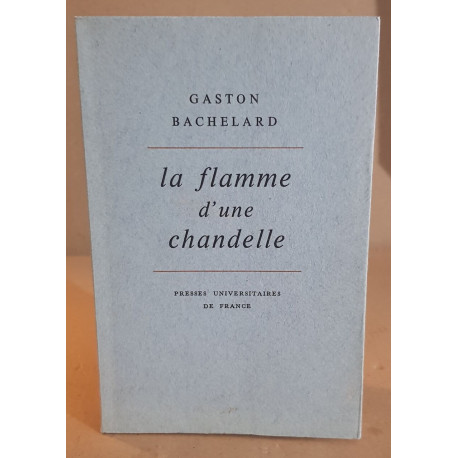 GASTON
BACHELARD
la flamme
d'une
chandelle
PRESSES UNIVERSITAIRES
DE FRANCE